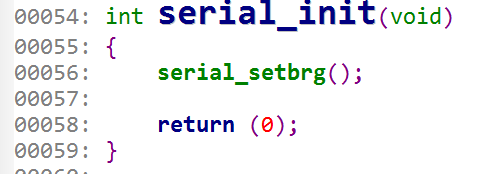 00054: int serial_init(void)
00055: {
00056:     serial_setbrg();
00057:
00058:     return (0);
00059: }